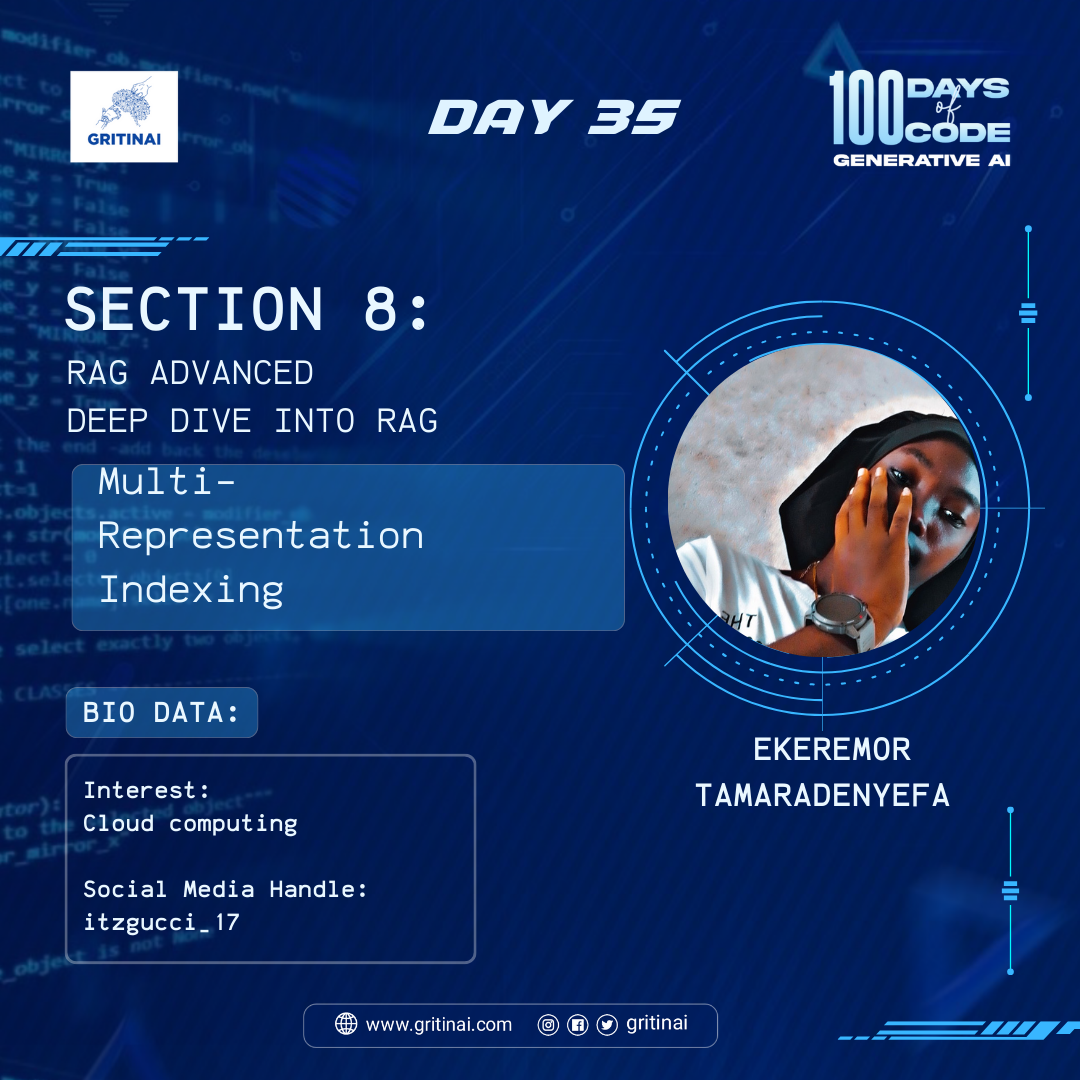 GRITINAI
DAY 35
100 DAYS
of
CODE
GENERATIVE AI
SECTION 8:
RAG ADVANCED
DEEP DIVE INTO RAG
Multi-
Representation
Indexing
BIO DATA:
Interest:
Cloud computing
Social Media Handle:
itzgucci_17
EKEREMOR
TAMARADENYEFA
www.gritinai.com gritinai